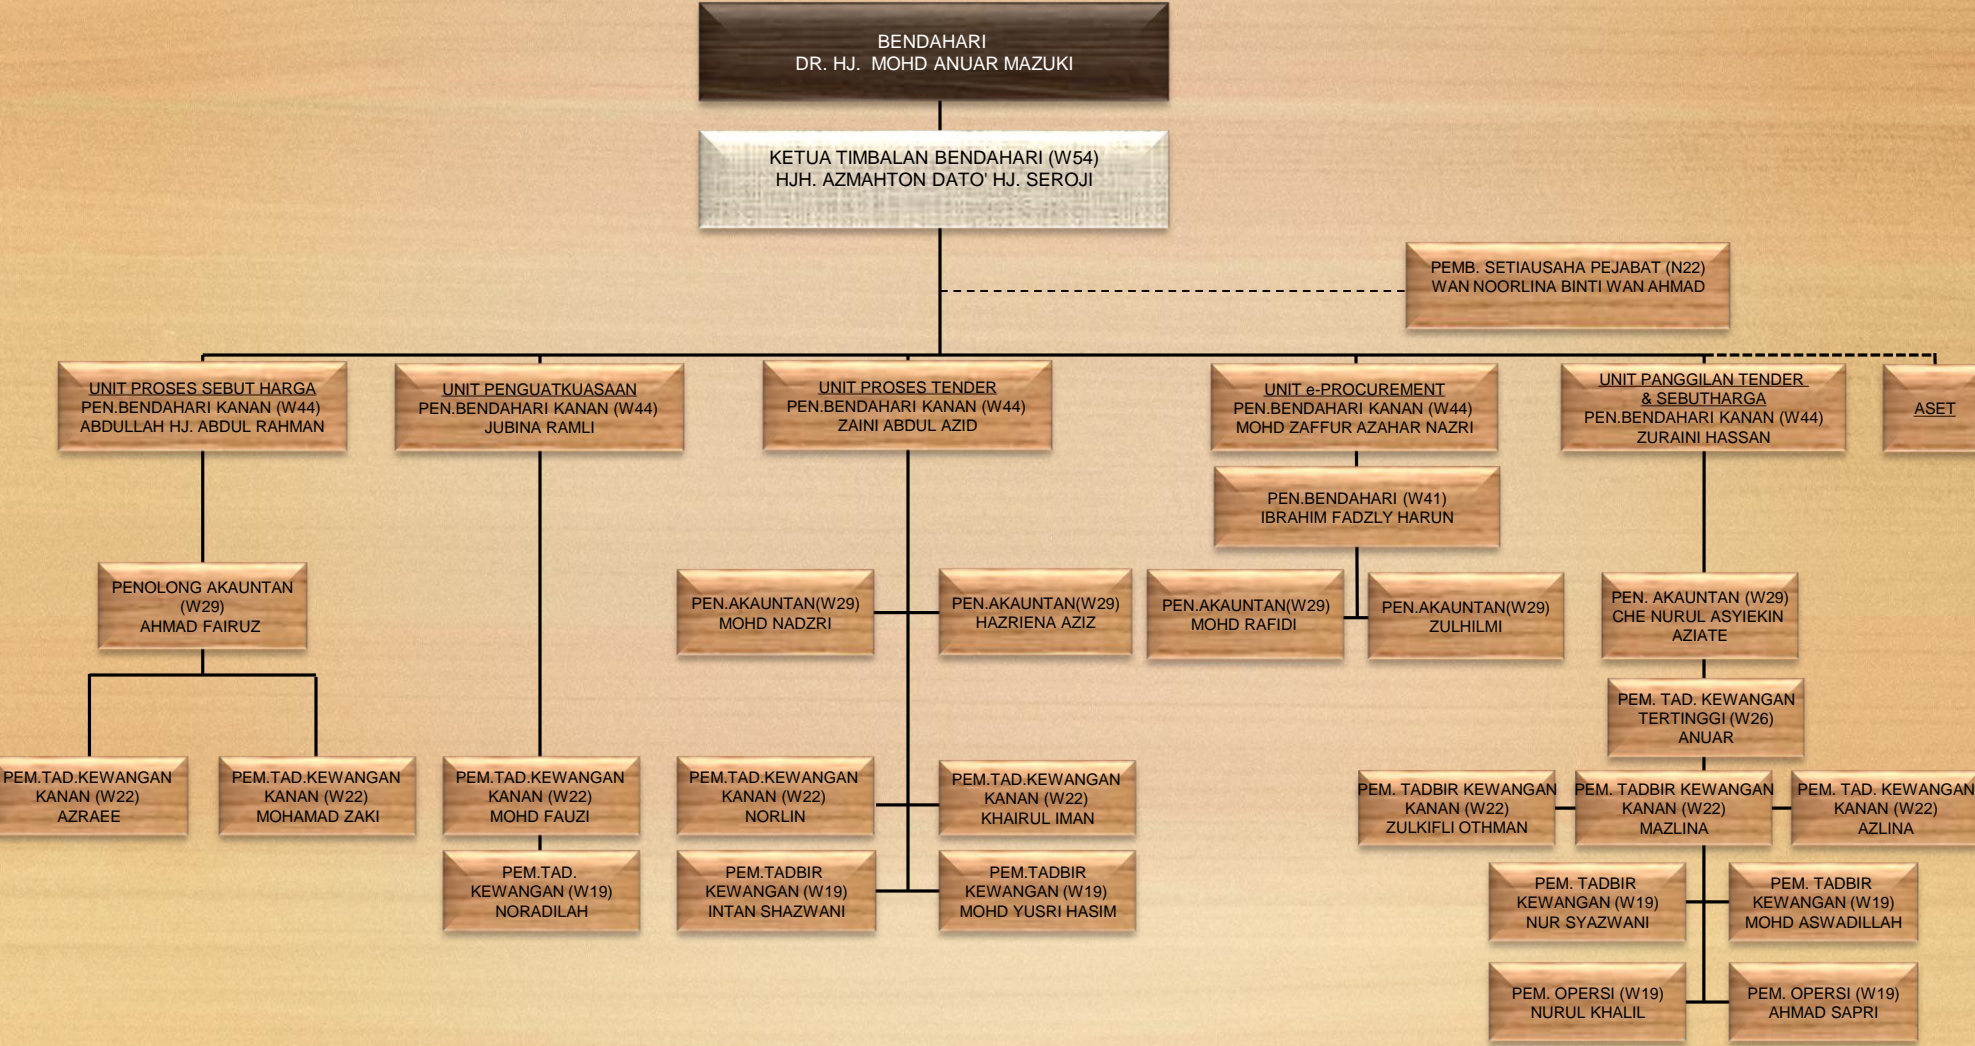 BENDAHARI
DR. HJ.  MOHD ANUAR MAZUKI
KETUA TIMBALAN BENDAHARI (W54)
HJH. AZMAHTON DATO' HJ. SEROJI
PEMB. SETIAUSAHA PEJABAT (N22)
WAN NOORLINA BINTI WAN AHMAD
UNIT PROSES SEBUT HARGA
PEN.BENDAHARI KANAN (W44)
ABDULLAH HJ. ABDUL RAHMAN
UNIT PENGUATKUASAAN
PEN.BENDAHARI KANAN (W44)
JUBINA RAMLI
UNIT PROSES TENDER
PEN.BENDAHARI KANAN (W44)
ZAINI ABDUL AZID
UNIT e-PROCUREMENT
PEN.BENDAHARI KANAN (W44)
MOHD ZAFFUR AZAHAR NAZRI
UNIT PANGGILAN TENDER
& SEBUTHARGA
PEN.BENDAHARI KANAN (W44)
ZURAINI HASSAN
ASET
PEN.BENDAHARI (W41)
IBRAHIM FADZLY HARUN
PENOLONG AKAUNTAN
(W29)
AHMAD FAIRUZ
PEN.AKAUNTAN(W29)
MOHD NADZRI
PEN.AKAUNTAN(W29)
HAZRIENA AZIZ
PEN.AKAUNTAN(W29)
MOHD RAFIDI
PEN.AKAUNTAN(W29)
ZULHILMI
PEN. AKAUNTAN (W29)
CHE NURUL ASYIEKIN
AZIATE
PEM. TAD. KEWANGAN
TERTINGGI (W26)
ANUAR
PEM.TAD.KEWANGAN
KANAN (W22)
AZRAEE
PEM.TAD.KEWANGAN
KANAN (W22)
MOHAMAD ZAKI
PEM.TAD.KEWANGAN
KANAN (W22)
MOHD FAUZI
PEM.TAD.KEWANGAN
KANAN (W22)
NORLIN
PEM.TAD.KEWANGAN
KANAN (W22)
KHAIRUL IMAN
PEM. TADBIR KEWANGAN
KANAN (W22)
ZULKIFLI OTHMAN
PEM. TADBIR KEWANGAN
KANAN (W22)
MAZLINA
PEM. TAD. KEWANGAN
KANAN (W22)
AZLINA
PEM.TAD.
KEWANGAN (W19)
NORADILAH
PEM.TADBIR
KEWANGAN (W19)
INTAN SHAZWANI
PEM.TADBIR
KEWANGAN (W19)
MOHD YUSRI HASIM
PEM. TADBIR
KEWANGAN (W19)
NUR SYAZWANI
PEM. TADBIR
KEWANGAN (W19)
MOHD ASWADILLAH
PEM. OPERSI (W19)
NURUL KHALIL
PEM. OPERSI (W19)
AHMAD SAPRI